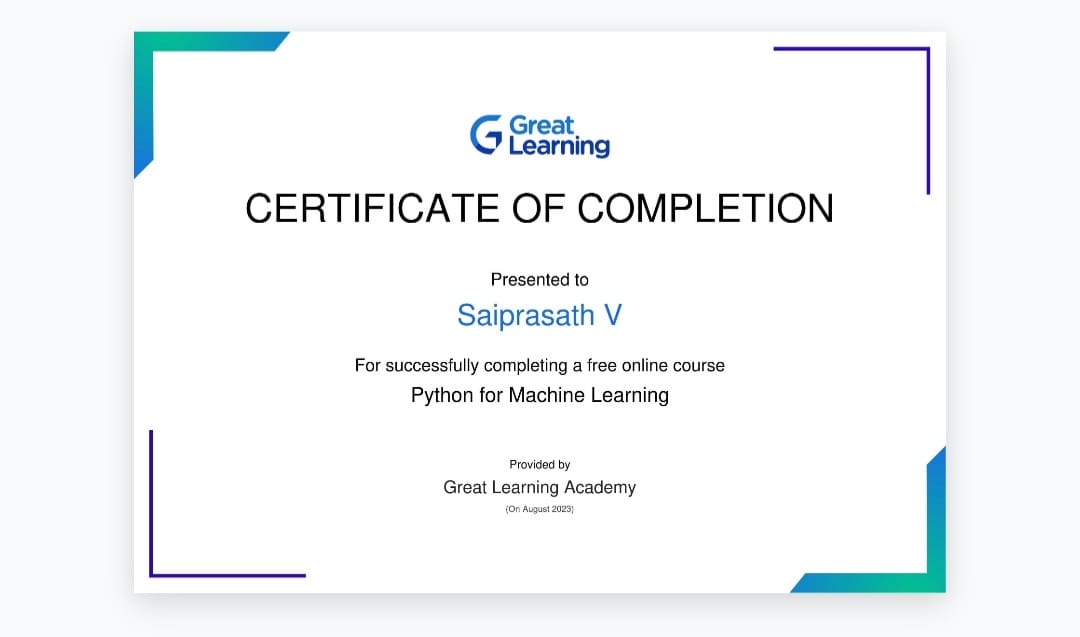 Great
Learning
CERTIFICATE OF COMPLETION
Presented to
Saiprasath V
For successfully completing a free online course
Python for Machine Learning
Provided by
Great Learning Academy
(On August 2023)